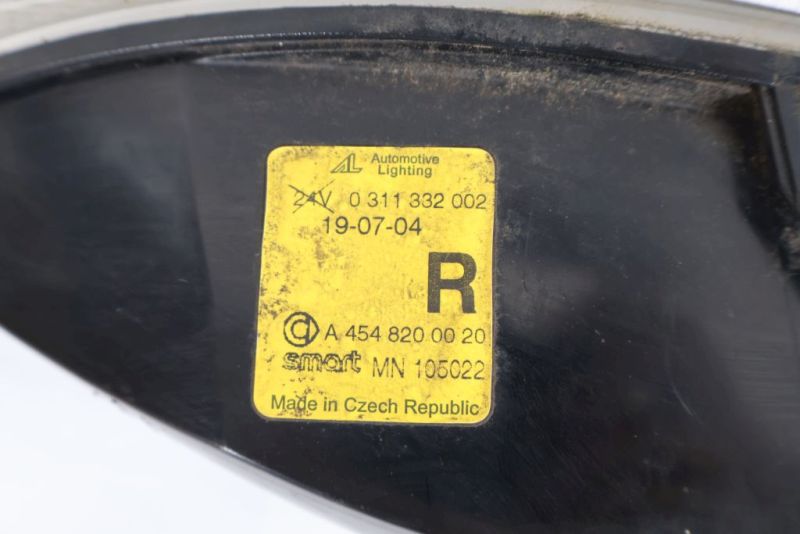 AL Automotive
Lighting
24V 0 311 332 002
19-07-04
R
A 454 820 00 20
smart MN 105022
Made in Czech Republic